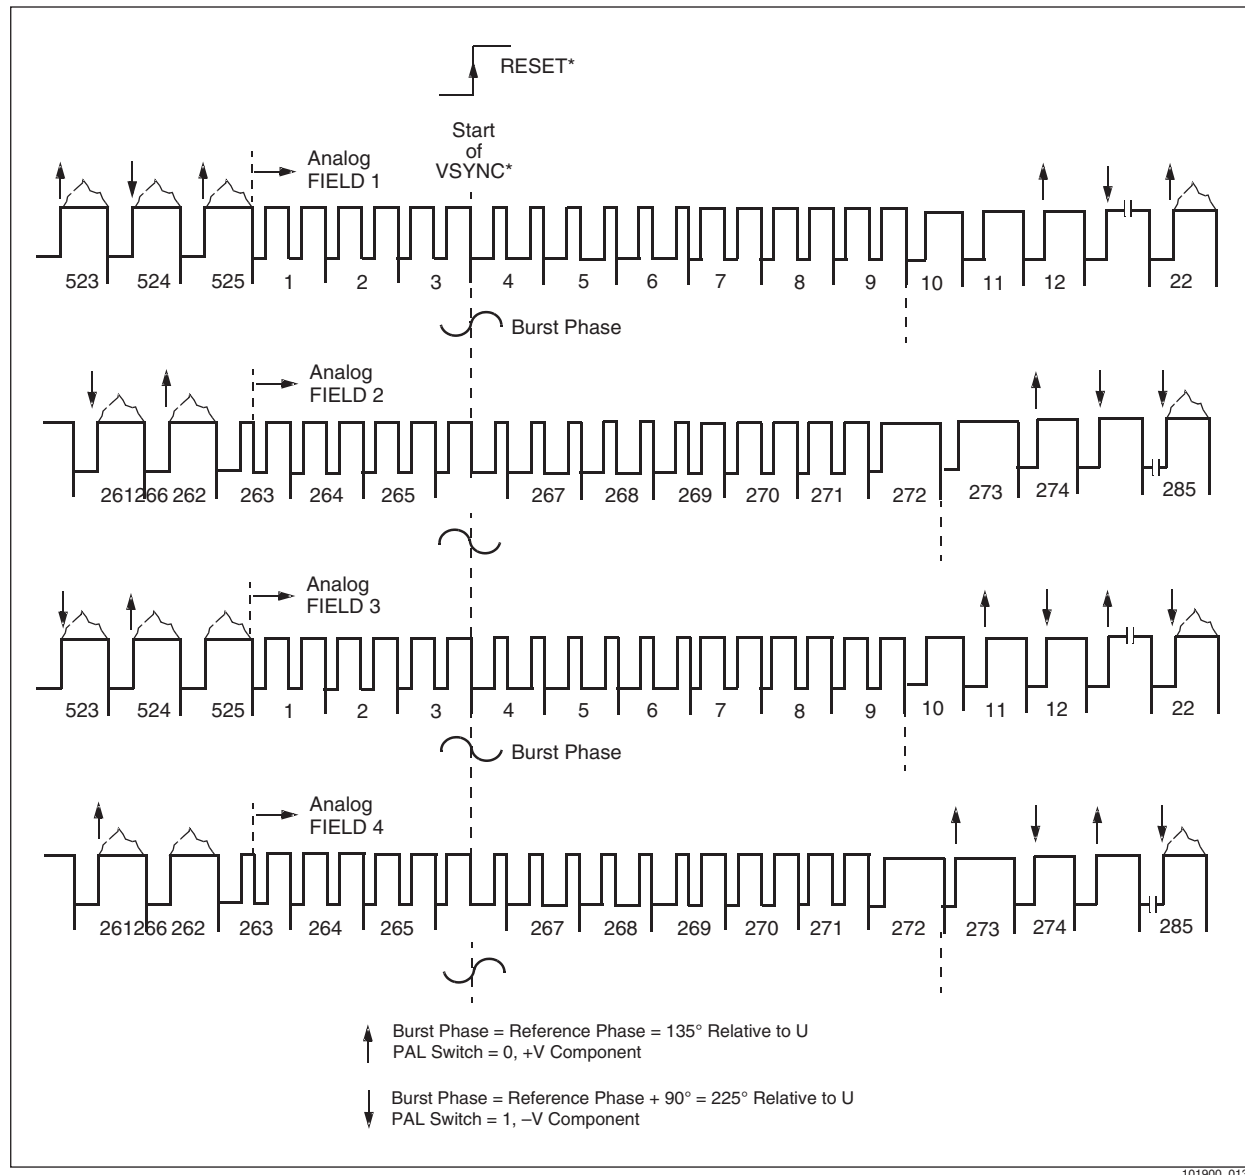 RESET*
Start
of
VSYNC*
Analog
FIELD 1
523 524 525 1 2 3 4 5 6 7 8 9 10 11 12 22
Burst Phase
Analog
FIELD 2
261266 262 263 264 265 267 268 269 270 271 272 273 274 285
Analog
FIELD 3
523 524 525 1 2 3 4 5 6 7 8 9 10 11 12 22
Burst Phase
Analog
FIELD 4
261266 262 263 264 265 267 268 269 270 271 272 273 274 285
Burst Phase = Reference Phase = 135° Relative to U
PAL Switch = 0, +V Component
Burst Phase = Reference Phase + 90° = 225° Relative to U
PAL Switch = 1, –V Component